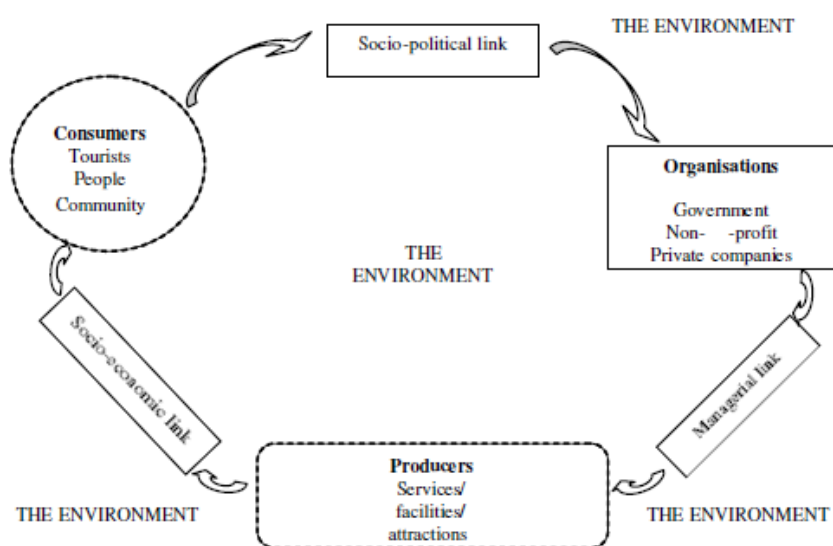 THE ENVIRONMENT
Socio-political link
Consumers
Tourists
People
Community
Organisations
Government
Non- -profit
Private companies
THE
ENVIRONMENT
Socio-economic link
Managerial link
Producers
Services/
facilities/
attractions
THE ENVIRONMENT
THE ENVIRONMENT